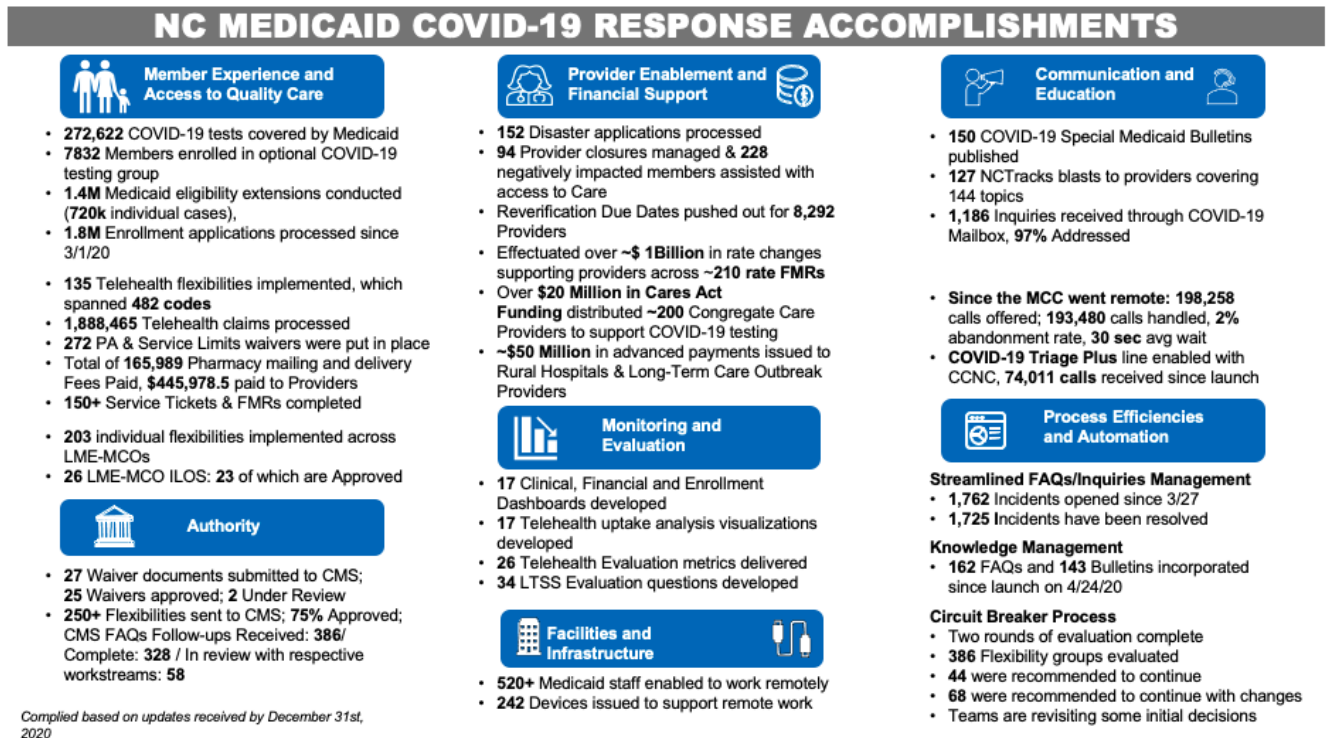 NC MEDICAID COVID-19 RESPONSE ACCOMPLISHMENTS
Member Experience and
Access to Quality Care
• 272,622 COVID-19 tests covered by Medicaid
• 7832 Members enrolled in optional COVID-19
testing group
• 1.4M Medicaid eligibility extensions conducted
(720k individual cases),
• 1.8M Enrollment applications processed since
3/1/20
• 135 Telehealth flexibilities implemented, which
spanned 482 codes
• 1,888,465 Telehealth claims processed
• 272 PA & Service Limits waivers were put in place
• Total of 165,989 Pharmacy mailing and delivery
Fees Paid, $445,978.5 paid to Providers
• 150+ Service Tickets & FMRs completed
• 203 individual flexibilities implemented across
LME-MCOs
• 26 LME-MCO ILOS: 23 of which are Approved
Authority
• 27 Waiver documents submitted to CMS;
25 Waivers approved; 2 Under Review
• 250+ Flexibilities sent to CMS; 75% Approved;
CMS FAQs Follow-ups Received: 386/
Complete: 328 / In review with respective
workstreams: 58
Complied based on updates received by December 31st,
2020
Provider Enablement and
Financial Support
• 152 Disaster applications processed
• 94 Provider closures managed & 228
negatively impacted members assisted with
access to Care
• Reverification Due Dates pushed out for 8,292
Providers
• Effectuated over ~$ 1Billion in rate changes
supporting providers across ~210 rate FMRs
• Over $20 Million in Cares Act
Funding distributed ~200 Congregate Care
Providers to support COVID-19 testing
• ~$50 Million in advanced payments issued to
Rural Hospitals & Long-Term Care Outbreak
Providers
Monitoring and
Evaluation
• 17 Clinical, Financial and Enrollment
Dashboards developed
• 17 Telehealth uptake analysis visualizations
developed
• 26 Telehealth Evaluation metrics delivered
• 34 LTSS Evaluation questions developed
Facilities and
Infrastructure
• 520+ Medicaid staff enabled to work remotely
• 242 Devices issued to support remote work
Communication and
Education
• 150 COVID-19 Special Medicaid Bulletins
published
• 127 NCTracks blasts to providers covering
144 topics
• 1,186 Inquiries received through COVID-19
Mailbox, 97% Addressed
• Since the MCC went remote: 198,258
calls offered; 193,480 calls handled, 2%
abandonment rate, 30 sec avg wait
• COVID-19 Triage Plus line enabled with
CCNC, 74,011 calls received since launch
Process Efficiencies
and Automation
Streamlined FAQs/Inquiries Management
• 1,762 Incidents opened since 3/27
• 1,725 Incidents have been resolved
Knowledge Management
• 162 FAQs and 143 Bulletins incorporated
since launch on 4/24/20
Circuit Breaker Process
• Two rounds of evaluation complete
• 386 Flexibility groups evaluated
• 44 were recommended to continue
• 68 were recommended to continue with changes
• Teams are revisiting some initial decisions